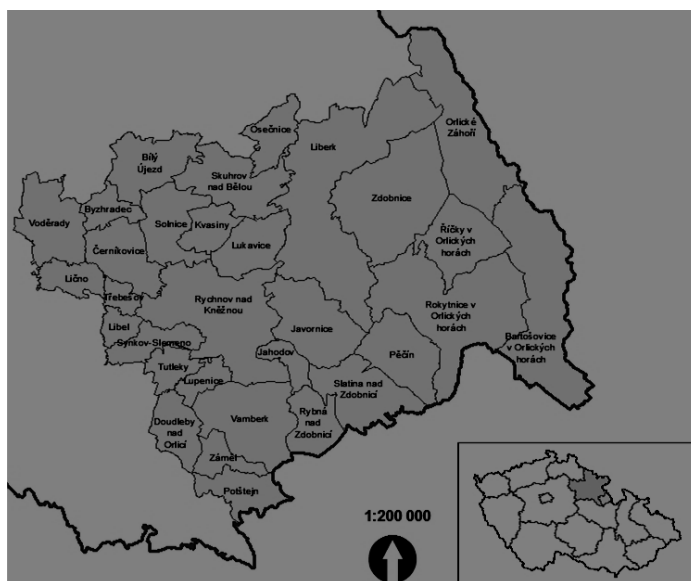 Osečnice
Orlické
Záhoří
Liberk
Bílý
Újezd
Skuhrov
nad Bělou
Zdobnice
Byzhradec
Voděrady
Solnice
Kvasiny
Lukavice
Černíkovice
Říčky v
Orlických
horách
Lično
Třebešov
Rychnov nad
Kněžnou
Rokytnice v
Orlických
horách
Libel
Synkov-Slemeno
Javornice
Jahodov
Pěčín
Bartošovice
v Orlických
horách
Tutleky
Lupenice
Slatina nad
Zdobnicí
Doudleby
nad
Orlicí
Vamberk
Rybná
nad
Zdobnicí
Záměl
Potštejn
1:200 000